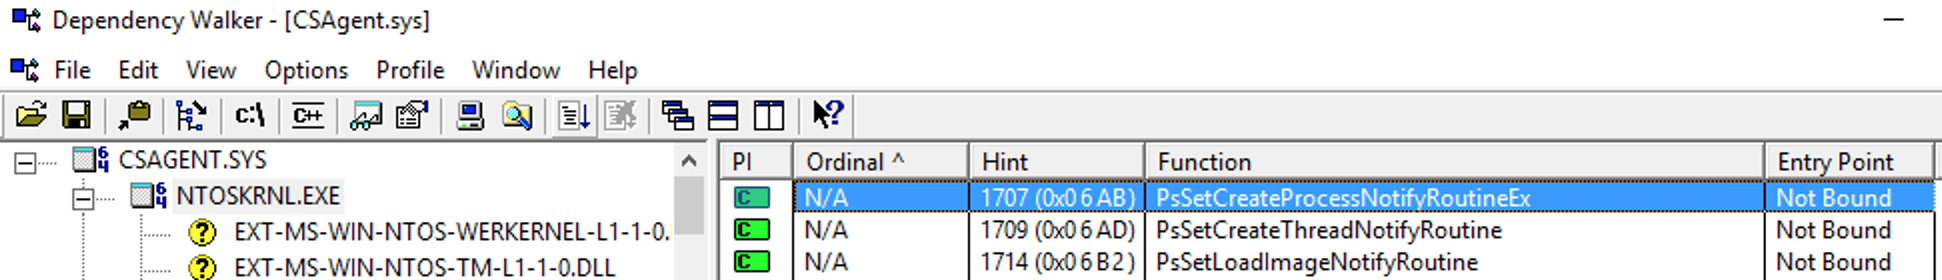 Dependency Walker - [CSAgent.sys]
File Edit View Options Profile Window Help
c:\ C++
CSAGENT.SYS
NTOSKRNL.EXE
EXT-MS-WIN-NTOS-WERKERNEL-L1-1-0.
EXT-MS-WIN-NTOS-TM-L1-1-0.DLL
PI Ordinal ^ Hint Function Entry Point
C N/A 1707 (0x06AB) PsSetCreateProcessNotifyRoutineEx Not Bound
C N/A 1709 (0x06AD) PsSetCreateThreadNotifyRoutine Not Bound
C N/A 1714 (0x06B2) PsSetLoadImageNotifyRoutine Not Bound